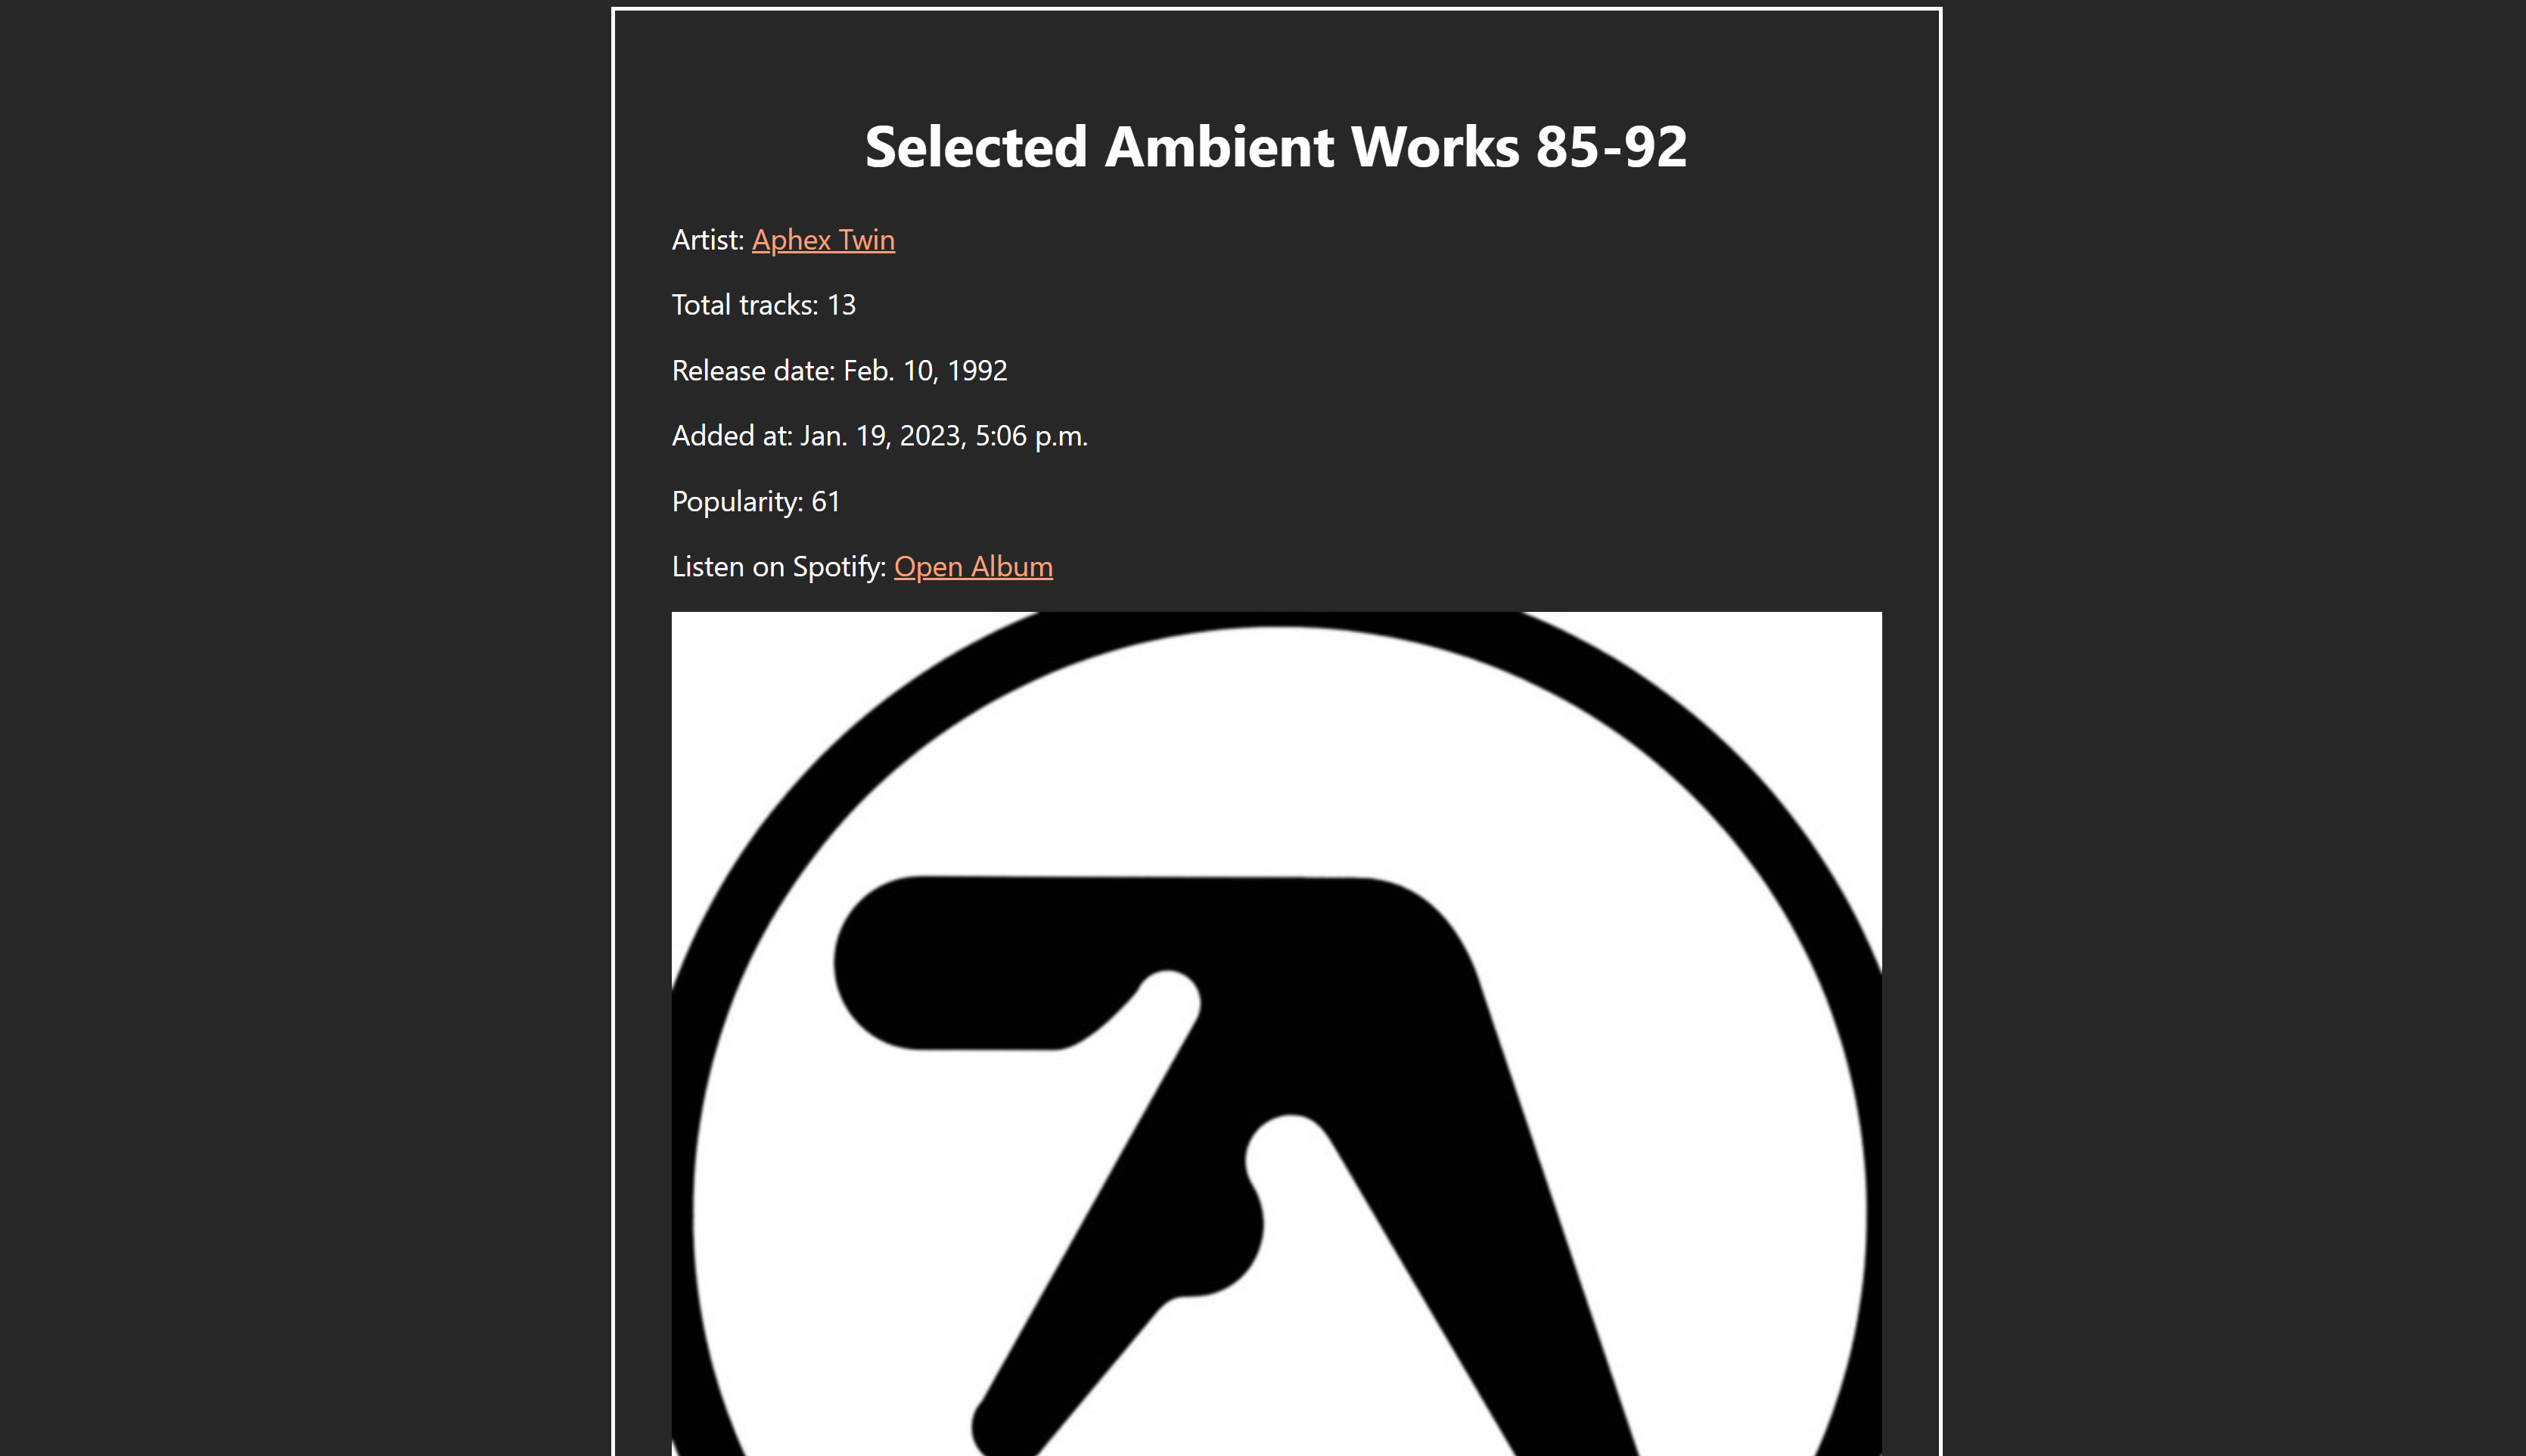 Selected Ambient Works 85-92
Artist: Aphex Twin
Total tracks: 13
Release date: Feb. 10, 1992
Added at: Jan. 19, 2023, 5:06 p.m.
Popularity: 61
Listen on Spotify: Open Album